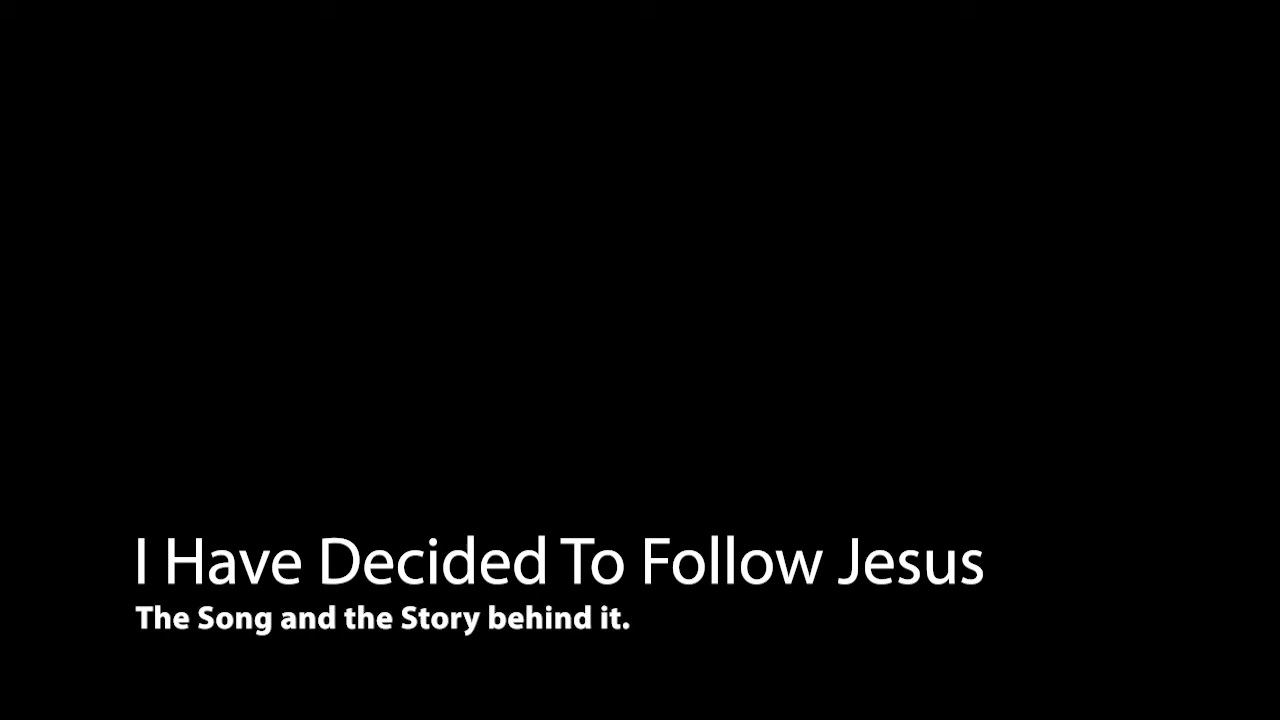 I Have Decided To Follow Jesus
The Song and the Story behind it.